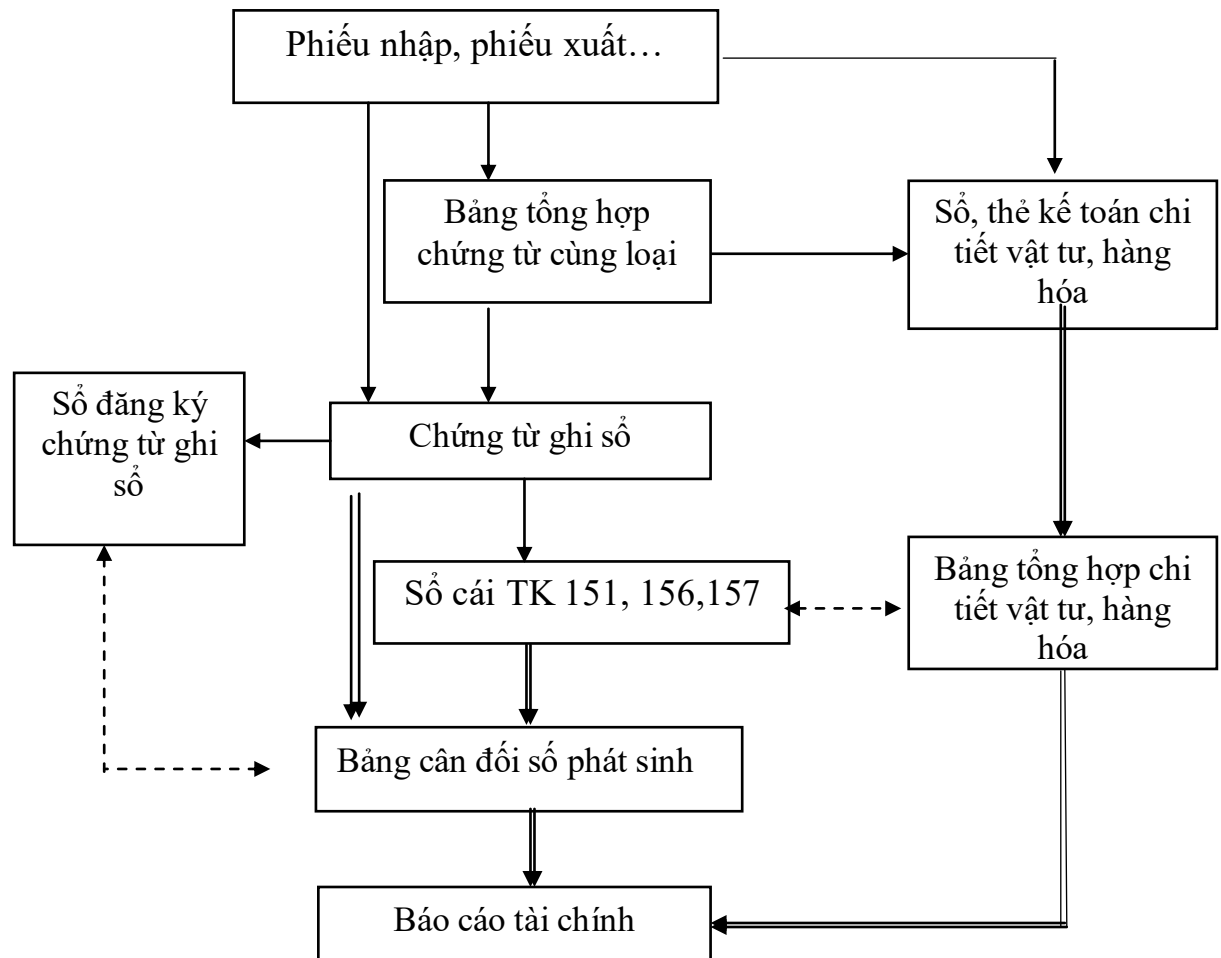 Phiếu nhập, phiếu xuất…
Bảng tổng hợp
chứng từ cùng loại
Sổ, thẻ kế toán chi
tiết vật tư, hàng
hóa
Sổ đăng ký
chứng từ ghi
sổ
Chứng từ ghi sổ
Sổ cái TK 151, 156,157
Bảng tổng hợp chi
tiết vật tư, hàng
hóa
Bảng cân đối số phát sinh
Báo cáo tài chính